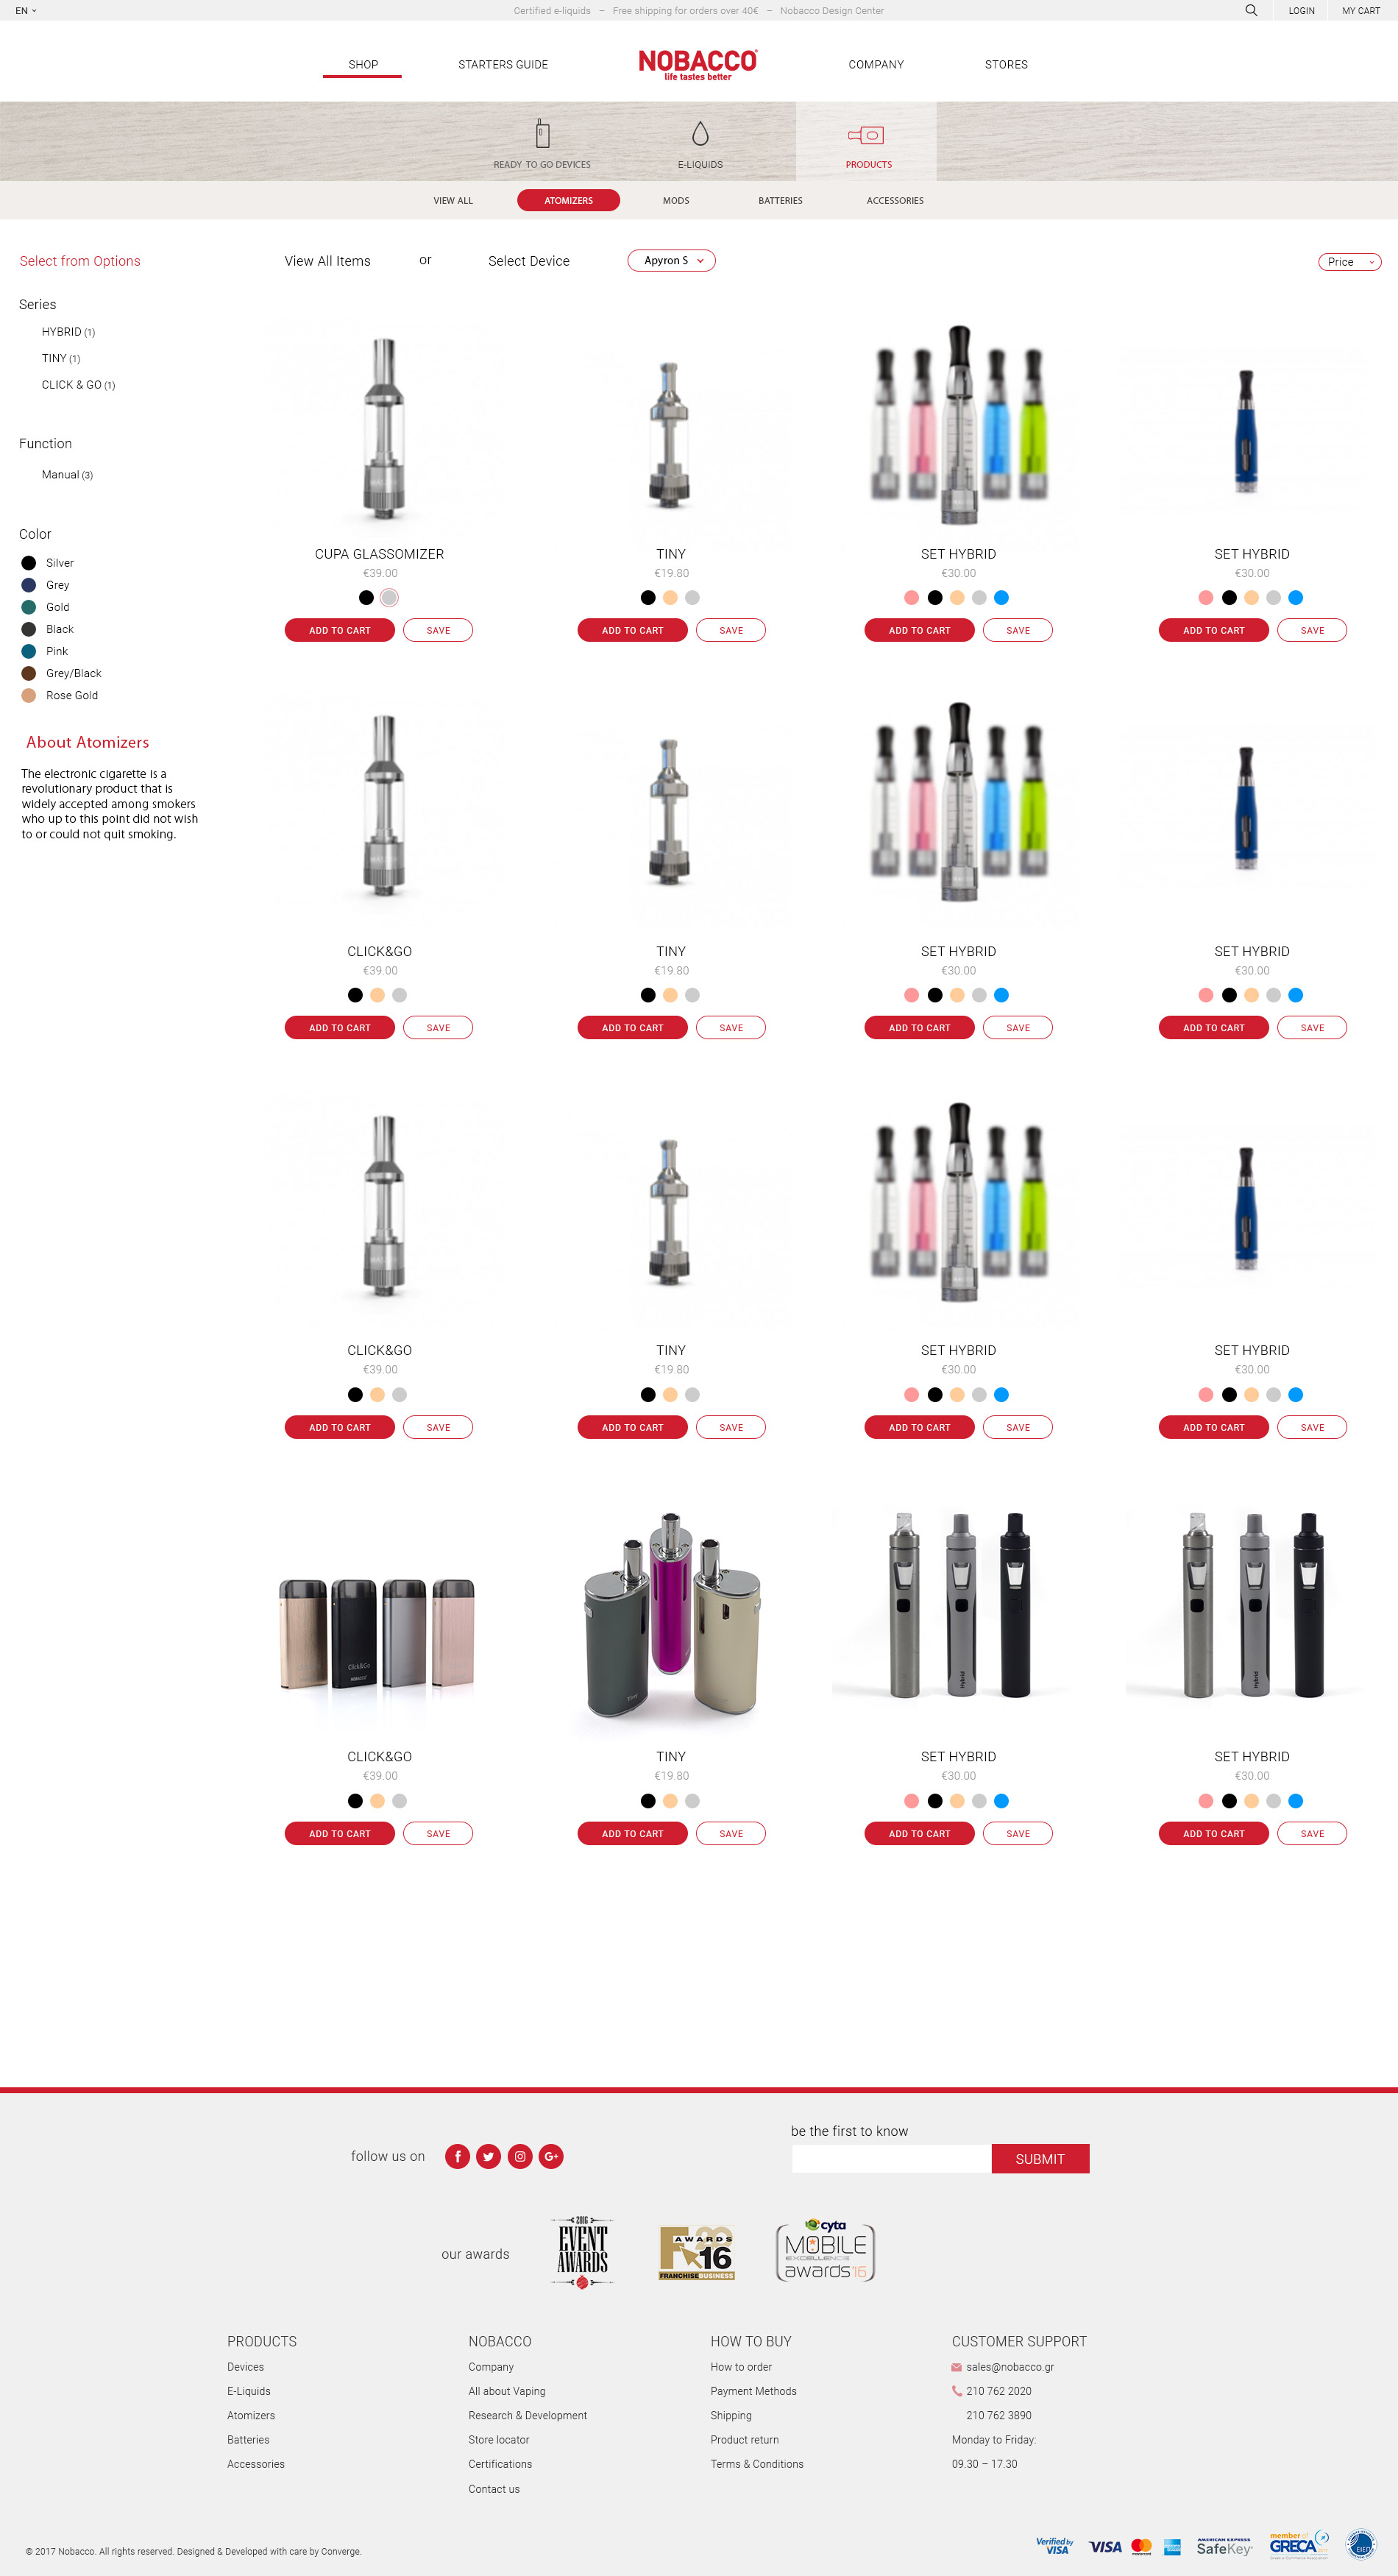 EN
Certified e-liquids – Free shipping for orders over 40€ – Nobacco Design Center
LOGIN
MY CART
SHOP
STARTERS GUIDE
NOBACCO
life tastes better
COMPANY
STORES
READY TO GO DEVICES
E-LIQUIDS
PRODUCTS
VIEW ALL
ATOMIZERS
MODS
BATTERIES
ACCESSORIES
Select from Options
View All Items
or
Select Device
Apyron S
Price
Series
HYBRID (1)
TINY (1)
CLICK & GO (1)
Function
Manual (3)
Color
Silver
Grey
Gold
Black
Pink
Grey/Black
Rose Gold
About Atomizers
The electronic cigarette is a
revolutionary product that is
widely accepted among smokers
who up to this point did not wish
to or could not quit smoking.
CUPA GLASSOMIZER
€39.00
ADD TO CART
SAVE
TINY
€19.80
ADD TO CART
SAVE
SET HYBRID
€30.00
ADD TO CART
SAVE
SET HYBRID
€30.00
ADD TO CART
SAVE
CLICK&GO
€39.00
ADD TO CART
SAVE
TINY
€19.80
ADD TO CART
SAVE
SET HYBRID
€30.00
ADD TO CART
SAVE
SET HYBRID
€30.00
ADD TO CART
SAVE
CLICK&GO
€39.00
ADD TO CART
SAVE
TINY
€19.80
ADD TO CART
SAVE
SET HYBRID
€30.00
ADD TO CART
SAVE
SET HYBRID
€30.00
ADD TO CART
SAVE
Click&Go
NOBACCO
TINY
Hybrid
Hybrid
CLICK&GO
€39.00
ADD TO CART
SAVE
TINY
€19.80
ADD TO CART
SAVE
SET HYBRID
€30.00
ADD TO CART
SAVE
SET HYBRID
€30.00
ADD TO CART
SAVE
follow us on
be the first to know
SUBMIT
our awards
2016
EVENT
AWARDS
AWARDS
16
FRANCHISE BUSINESS
cyta
MOBILE
EXCELLENCE
awards'16
PRODUCTS
Devices
E-Liquids
Atomizers
Batteries
Accessories
NOBACCO
Company
All about Vaping
Research & Development
Store locator
Certifications
Contact us
HOW TO BUY
How to order
Payment Methods
Shipping
Product return
Terms & Conditions
CUSTOMER SUPPORT
sales@nobacco.gr
210 762 2020
210 762 3890
Monday to Friday:
09.30 – 17.30
© 2017 Nobacco. All rights reserved. Designed & Developed with care by Converge.
Verified by
VISA
VISA
AMERICAN EXPRESS
SafeKey
member of
GRECA